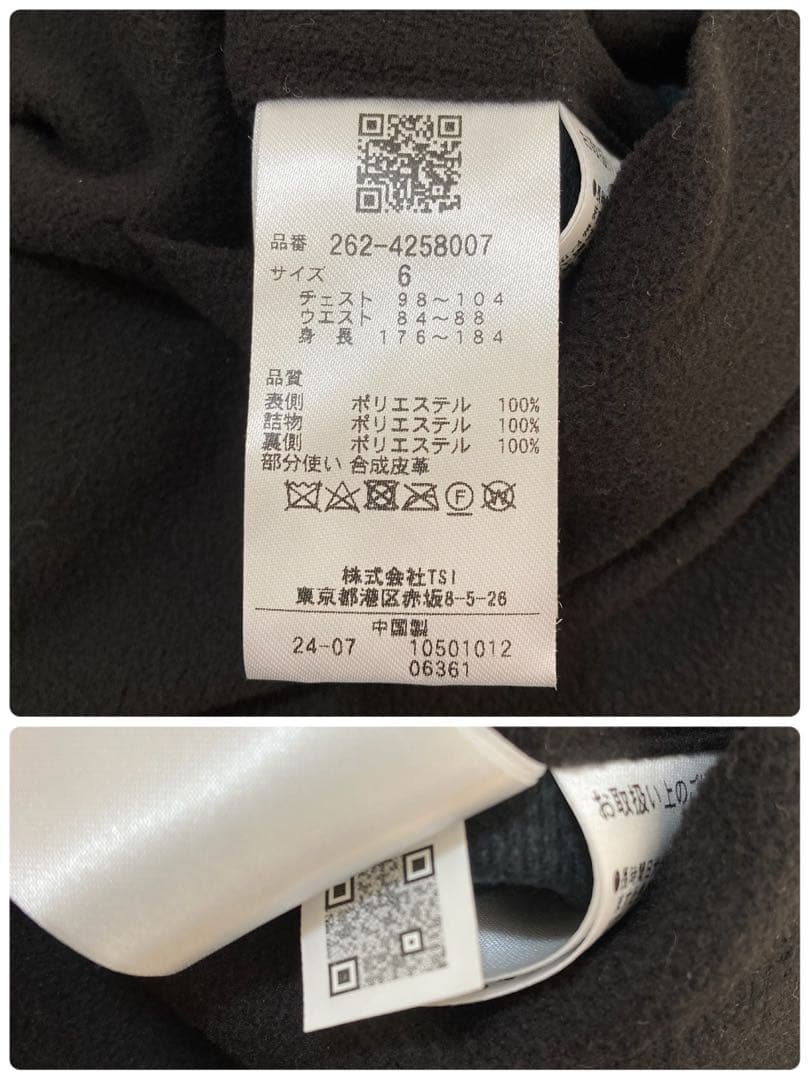 品番 262-4258007
サイズ 6
チェスト 98～104
ウエスト 84～88
身長 176～184
品質
表側 ポリエステル 100%
詰物 ポリエステル 100%
裏側 ポリエステル 100%
部分使い 合成皮革
F W
株式会社TSI
東京都港区赤坂8-5-26
中国製
24-07 10501012
06361
お取扱い上のご